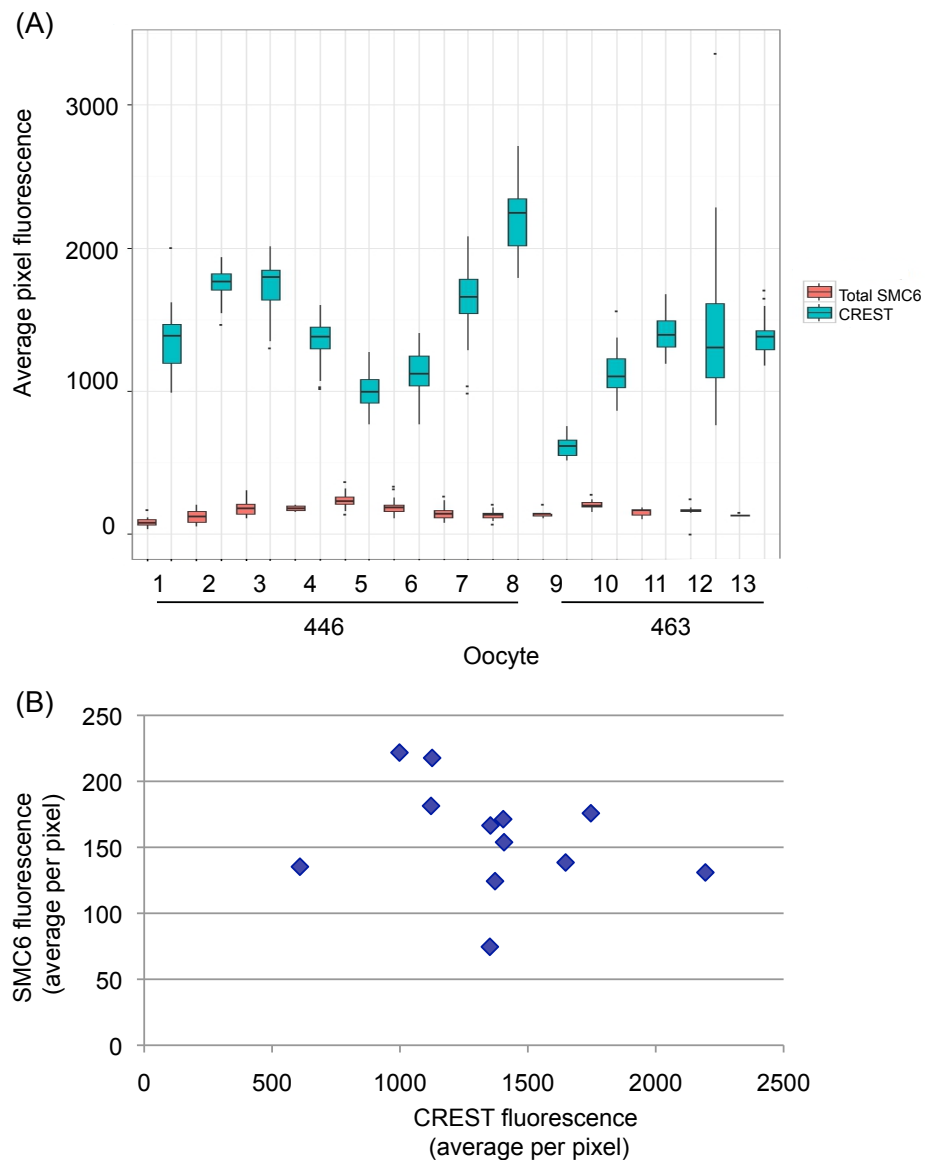 (A)
Average pixel fluorescence
3000
2000
1000
0
Total SMC6
CREST
1 2 3 4 5 6 7 8 9 10 11 12 13
446 463
Oocyte
(B)
SMC6 fluorescence
(average per pixel)
250
200
150
100
50
0
0 500 1000 1500 2000 2500
CREST fluorescence
(average per pixel)